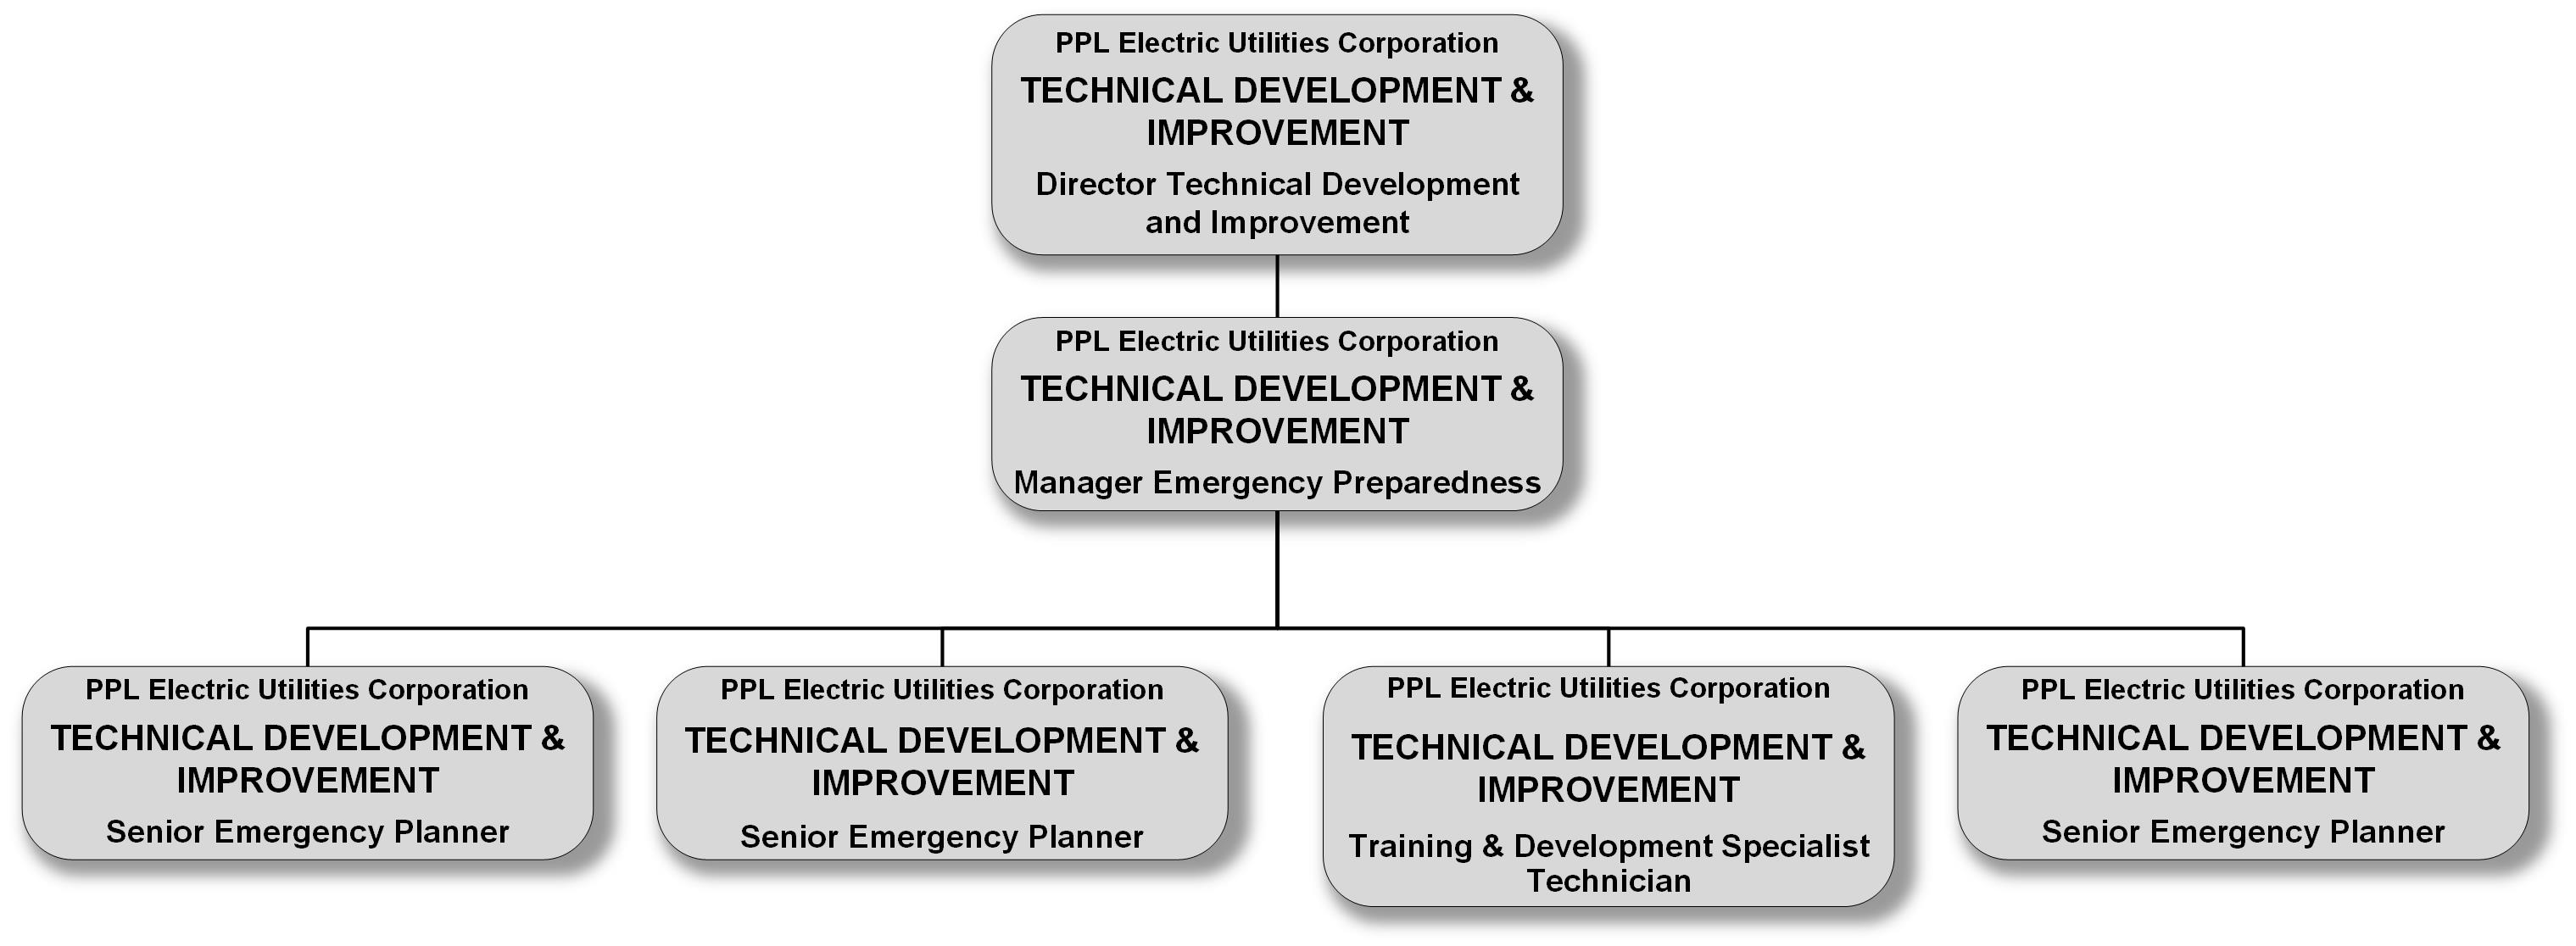 PPL Electric Utilities Corporation
TECHNICAL DEVELOPMENT &
IMPROVEMENT
Director Technical Development
and Improvement
PPL Electric Utilities Corporation
TECHNICAL DEVELOPMENT &
IMPROVEMENT
Manager Emergency Preparedness
PPL Electric Utilities Corporation
TECHNICAL DEVELOPMENT &
IMPROVEMENT
Senior Emergency Planner
PPL Electric Utilities Corporation
TECHNICAL DEVELOPMENT &
IMPROVEMENT
Senior Emergency Planner
PPL Electric Utilities Corporation
TECHNICAL DEVELOPMENT &
IMPROVEMENT
Training & Development Specialist
Technician
PPL Electric Utilities Corporation
TECHNICAL DEVELOPMENT &
IMPROVEMENT
Senior Emergency Planner